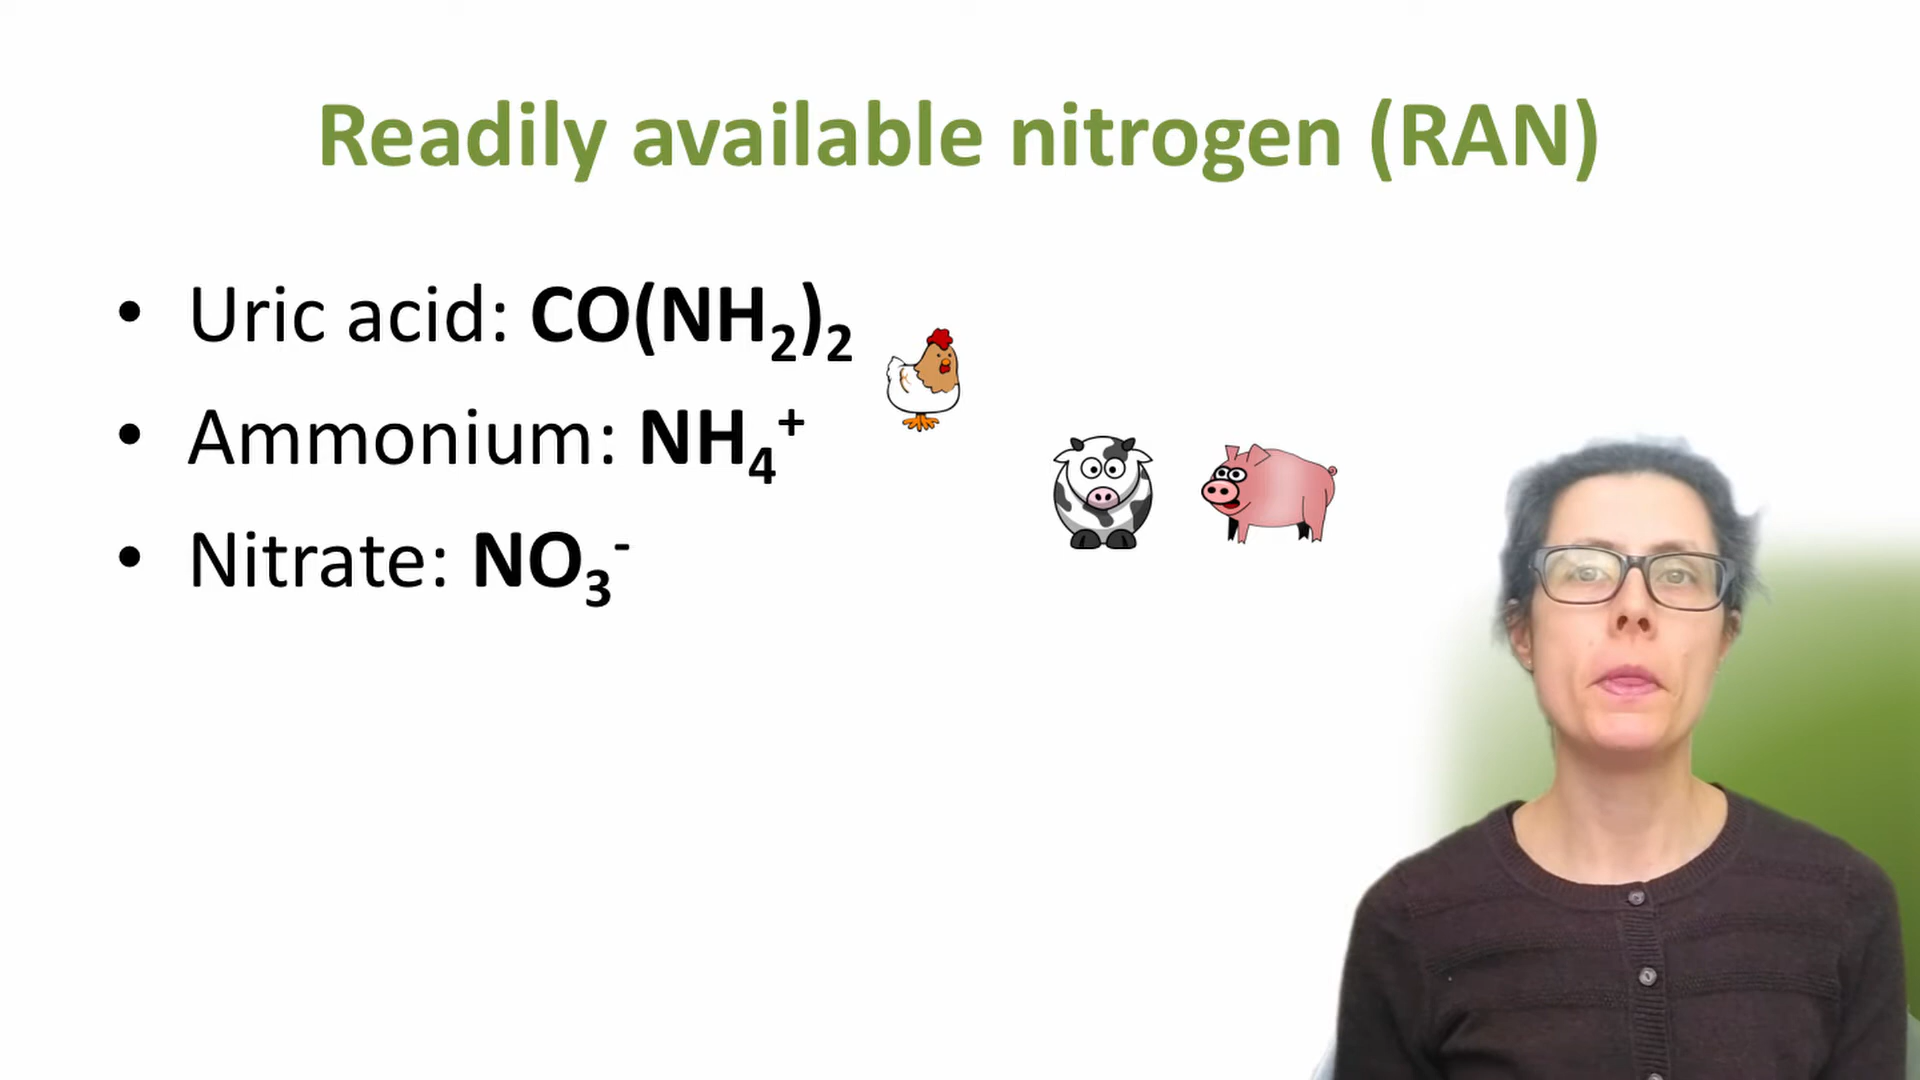 Readily available nitrogen (RAN)
• Uric acid: CO(NH₂)₂
• Ammonium: NH₄⁺
• Nitrate: NO₃⁻